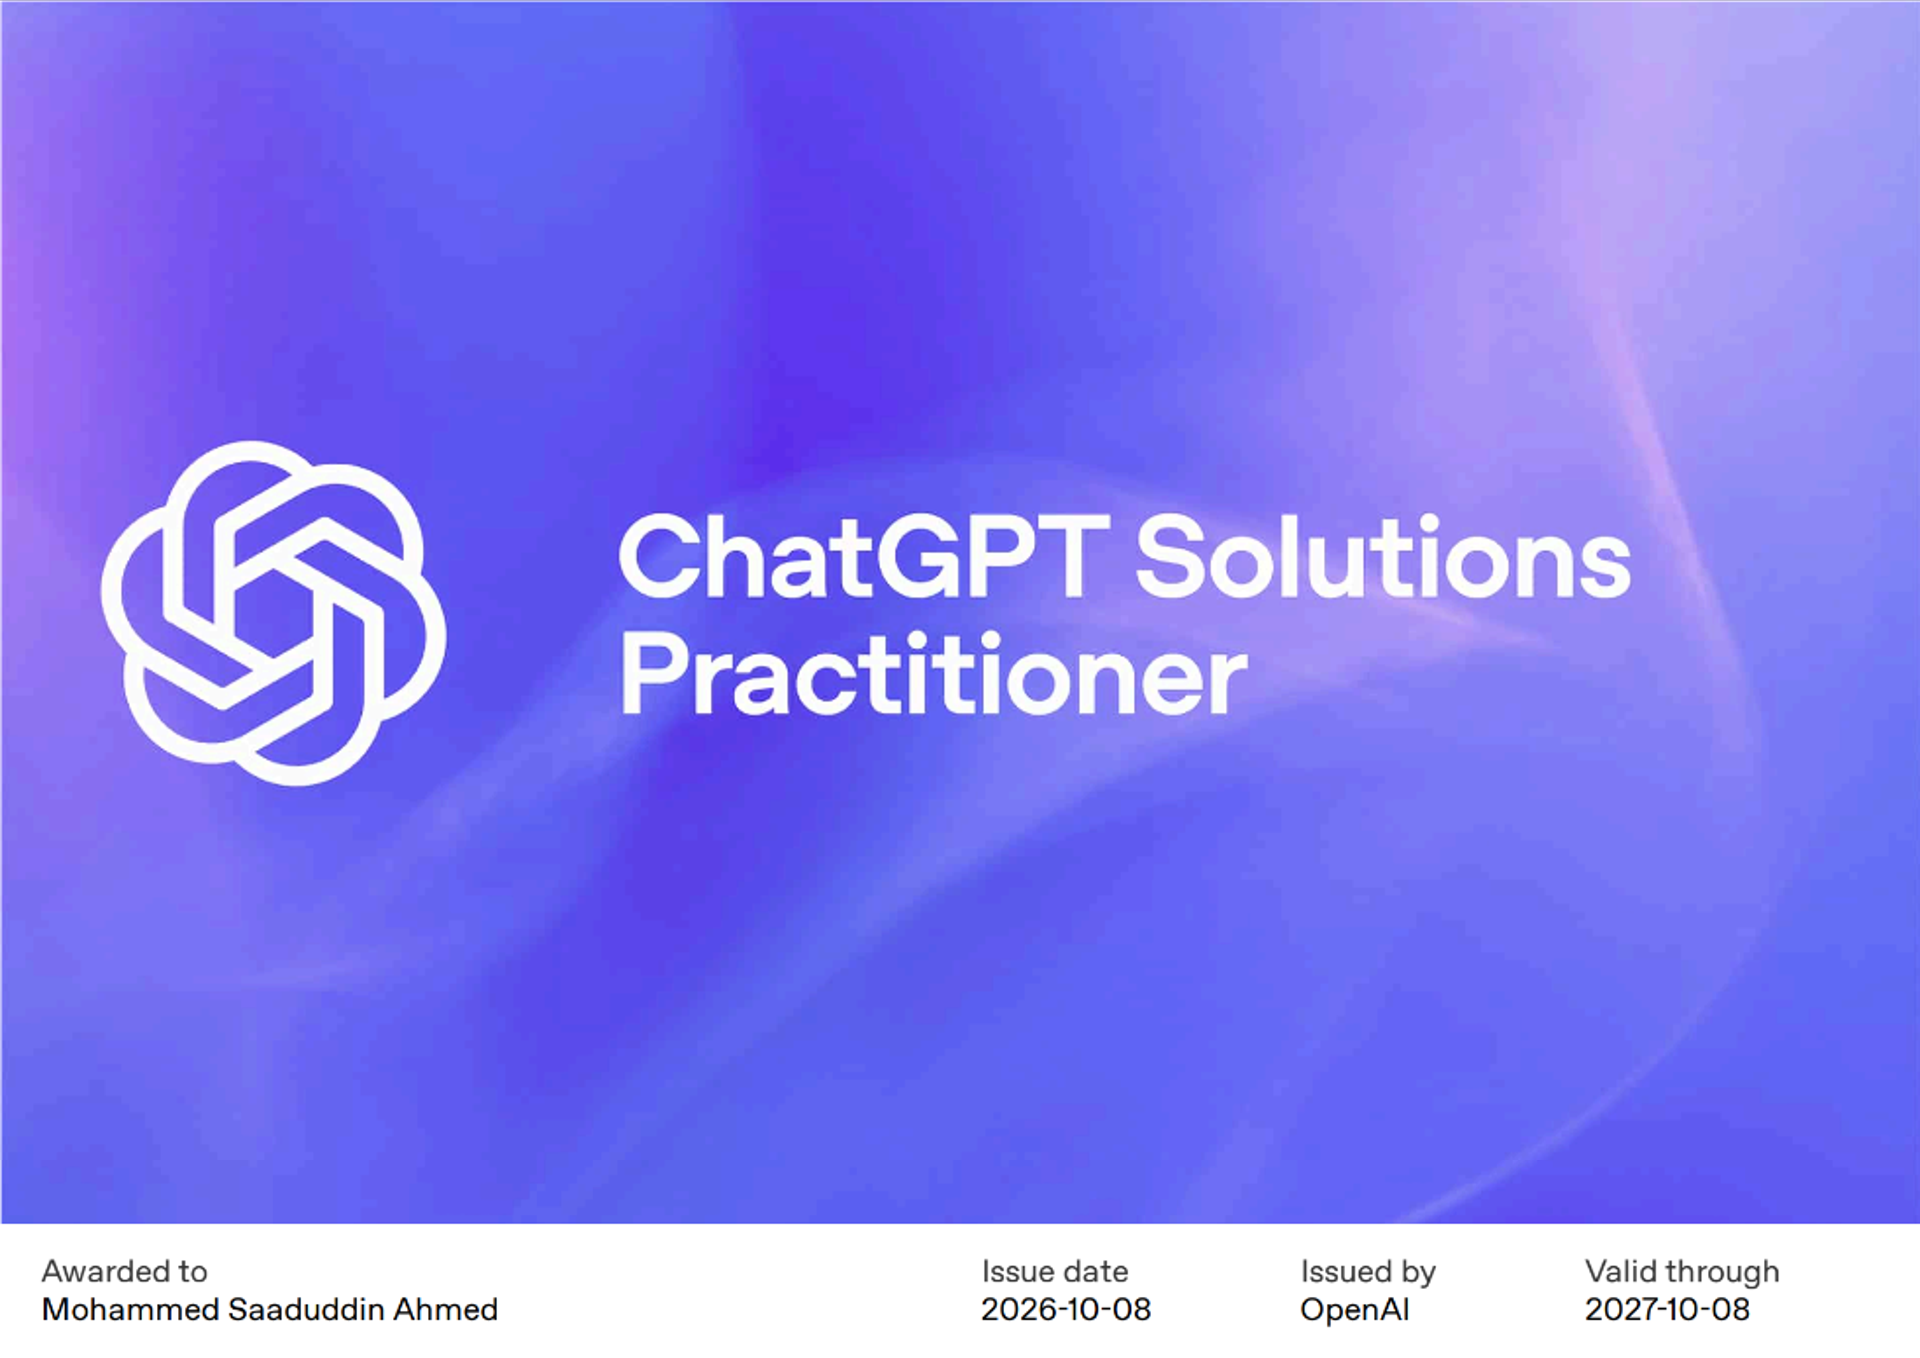 ChatGPT Solutions
Practitioner
Awarded to
Mohammed Saaduddin Ahmed
Issue date
2026-10-08
Issued by
OpenAI
Valid through
2027-10-08